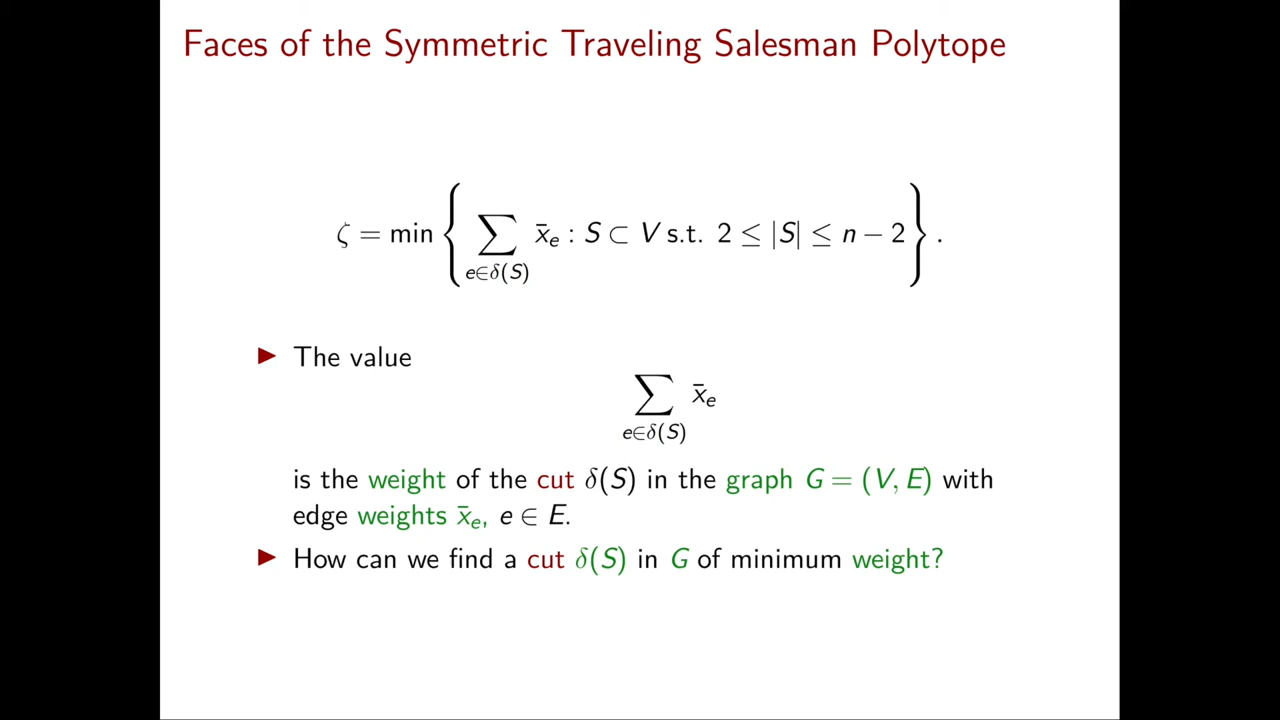 Faces of the Symmetric Traveling Salesman Polytope
ζ = min { ∑_{e∈δ(S)} x̄_e : S ⊂ V s.t. 2 ≤ |S| ≤ n − 2 } .
▶ The value
∑_{e∈δ(S)} x̄_e
is the weight of the cut δ(S) in the graph G = (V, E) with
edge weights x̄_e, e ∈ E.
▶ How can we find a cut δ(S) in G of minimum weight?